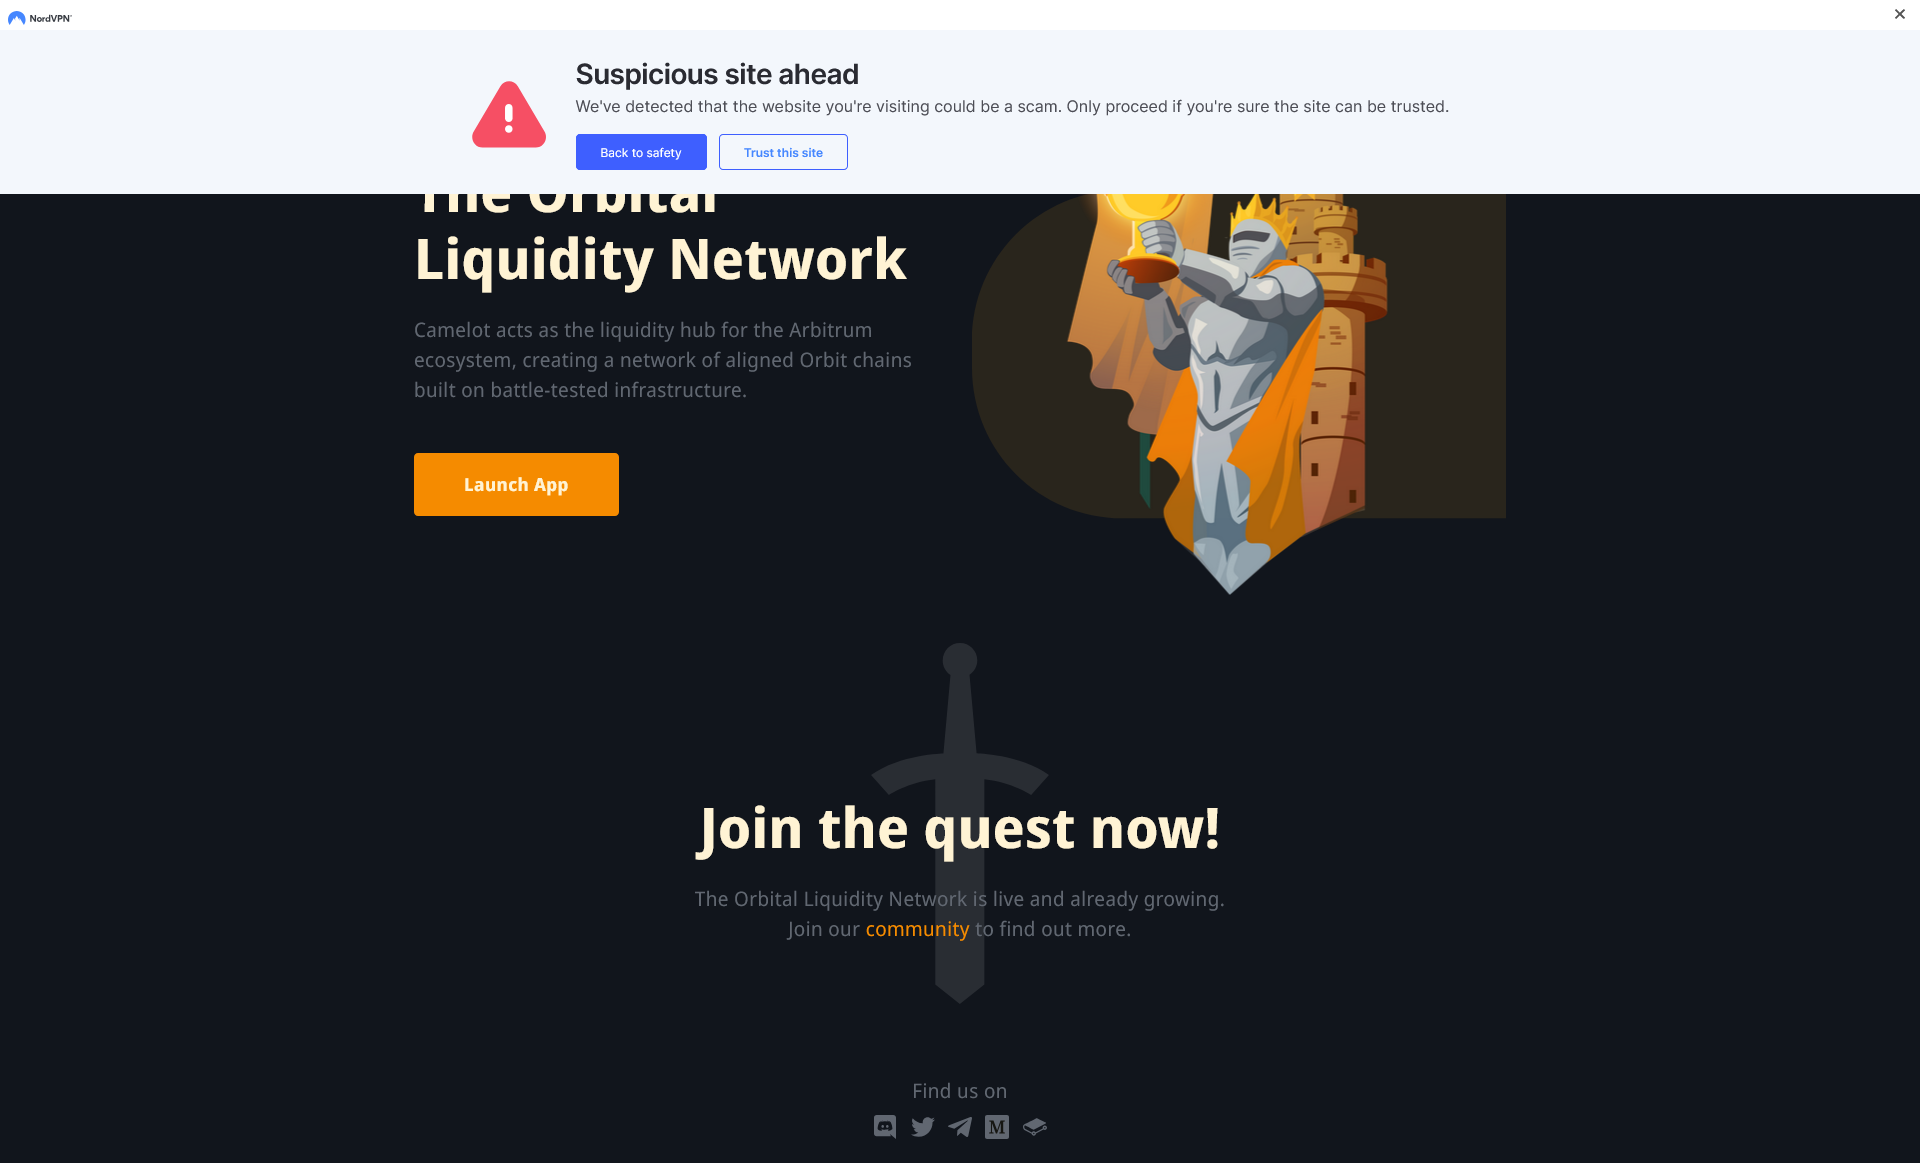 NordVPN
Suspicious site ahead
We've detected that the website you're visiting could be a scam. Only proceed if you're sure the site can be trusted.
Back to safety
Trust this site
The Orbital
Liquidity Network
Camelot acts as the liquidity hub for the Arbitrum
ecosystem, creating a network of aligned Orbit chains
built on battle-tested infrastructure.
Launch App
Join the quest now!
The Orbital Liquidity Network is live and already growing.
Join our community to find out more.
Find us on
M